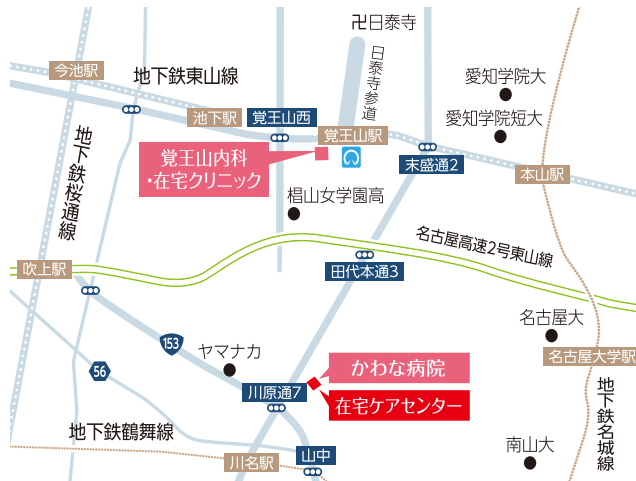 卍日泰寺
日泰寺参道
今池駅
地下鉄東山線
愛知学院大
池下駅
覚王山西
愛知学院短大
覚王山駅
覚王山内科
・在宅クリニック
末盛通2
本山駅
地下鉄桜通線
椙山女学園高
名古屋高速2号東山線
吹上駅
田代本通3
名古屋大
153
ヤマナカ
名古屋大学駅
かわな病院
56
川原通7
在宅ケアセンター
地下鉄名城線
地下鉄鶴舞線
南山大
川名駅
山中